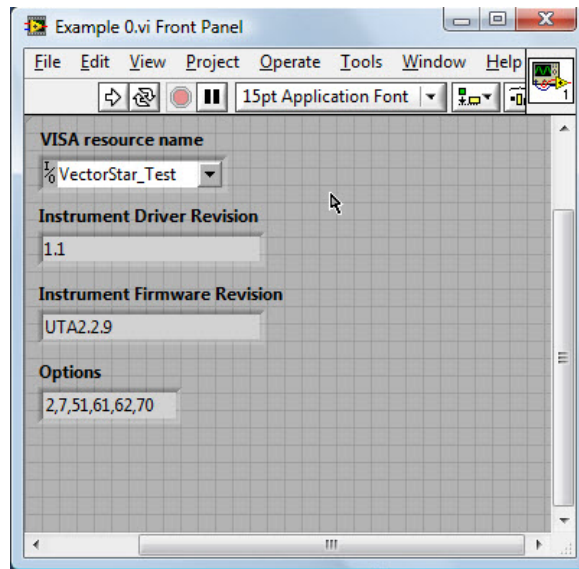 Example 0.vi Front Panel
File Edit View Project Operate Tools Window Help
15pt Application Font
1
VISA resource name
I/0 VectorStar_Test
Instrument Driver Revision
1.1
Instrument Firmware Revision
UTA2.2.9
Options
2,7,51,61,62,70